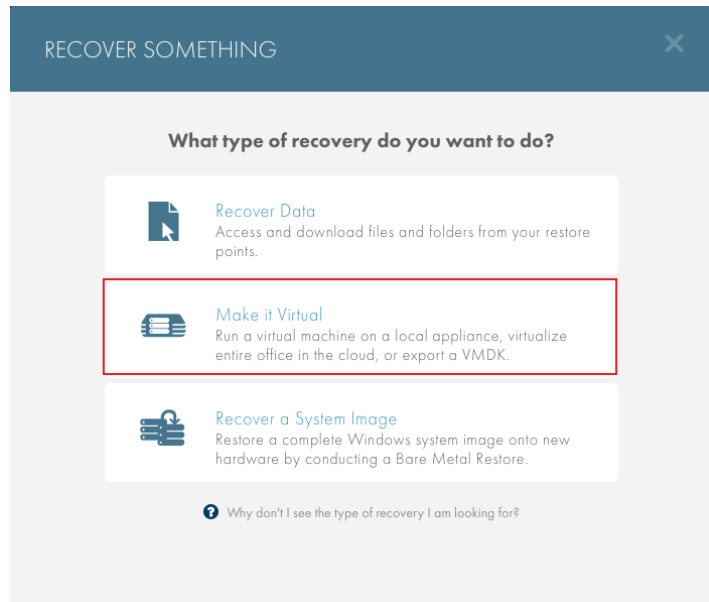 RECOVER SOMETHING
What type of recovery do you want to do?
Recover Data
Access and download files and folders from your restore
points.
Make it Virtual
Run a virtual machine on a local appliance, virtualize
entire office in the cloud, or export a VMDK.
Recover a System Image
Restore a complete Windows system image onto new
hardware by conducting a Bare Metal Restore.
Why don't I see the type of recovery I am looking for?